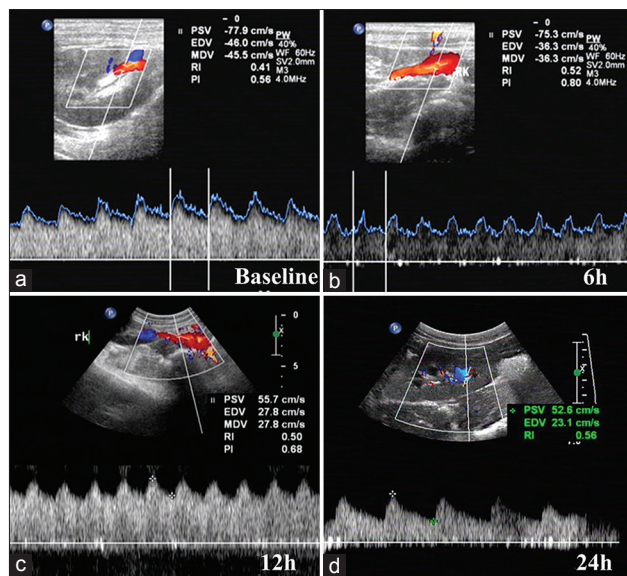 0
P
PSV -77.9 cm/s
EDV -46.0 cm/s
MDV -45.5 cm/s
RI 0.41
PI 0.56
PW
40%
WF 60Hz
SV2.0mm
M3
4.0MHz
a
Baseline
0
P
PSV -75.3 cm/s
EDV -36.3 cm/s
MDV -36.3 cm/s
RI 0.52
PI 0.80
PW
40%
WF 60Hz
SV2.0mm
M3
4.0MHz
RK
b
6h
P
0
rk
x
5
PSV 55.7 cm/s
EDV 27.8 cm/s
MDV 27.8 cm/s
RI 0.50
PI 0.68
c
12h
P
x
PSV 52.6 cm/s
EDV 23.1 cm/s
RI 0.56
d
24h